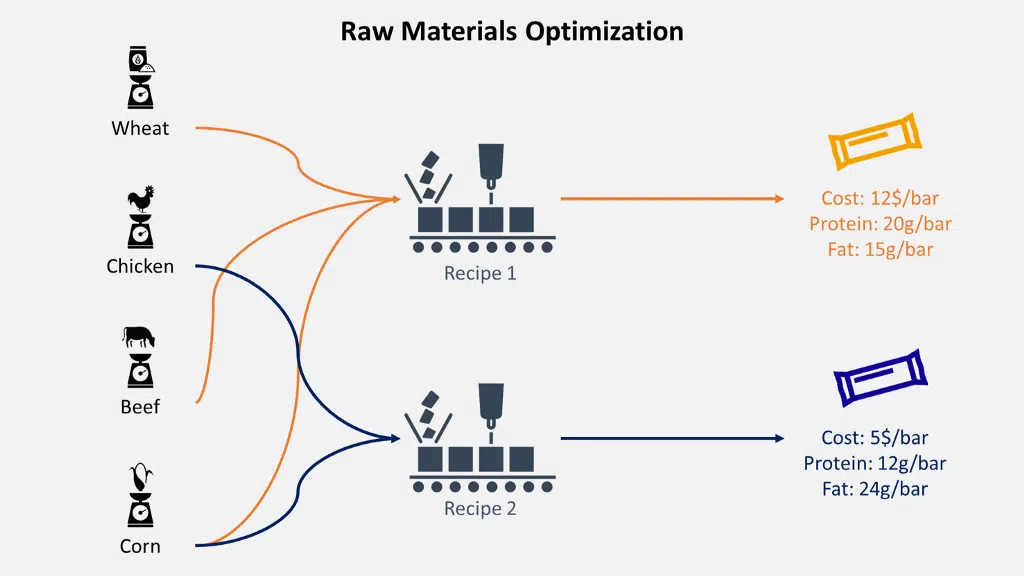 Raw Materials Optimization
Wheat
Chicken
Beef
Corn
Recipe 1
Recipe 2
Cost: 12$/bar
Protein: 20g/bar
Fat: 15g/bar
Cost: 5$/bar
Protein: 12g/bar
Fat: 24g/bar